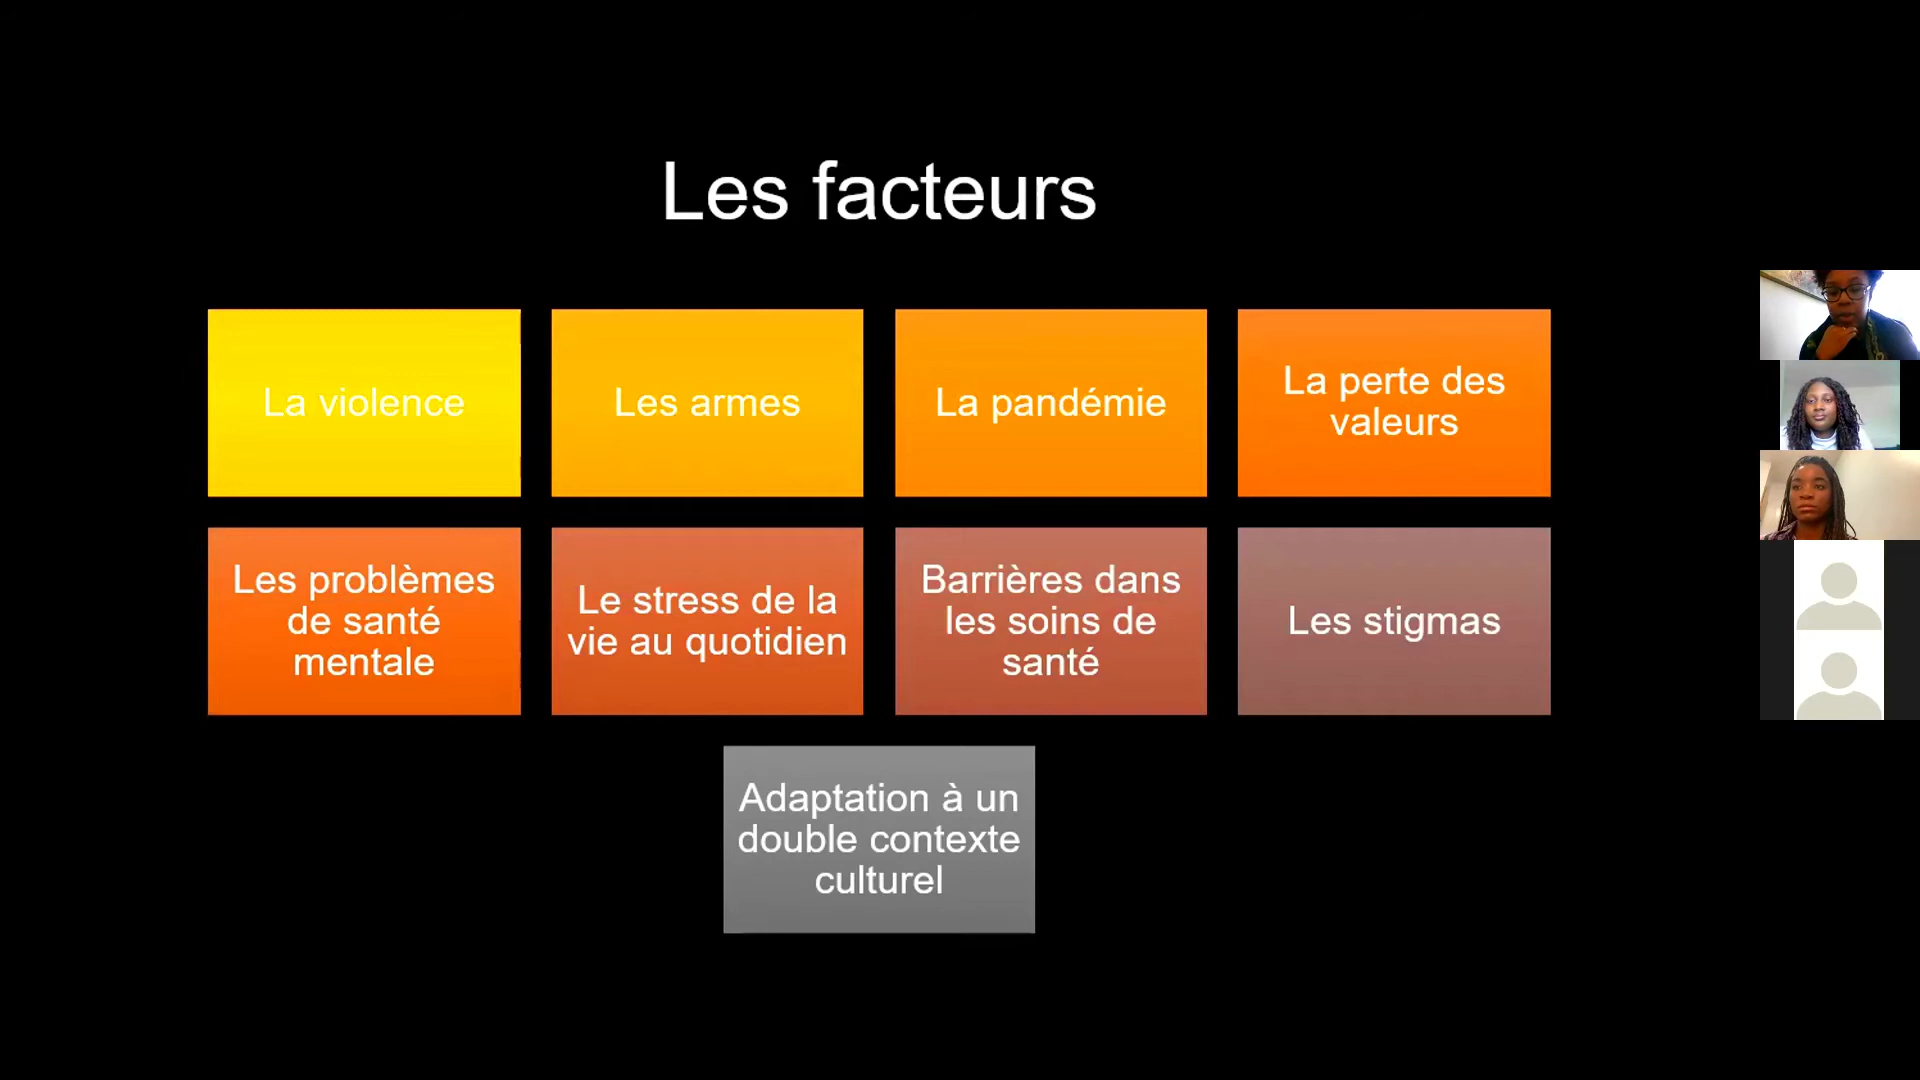 Les facteurs
La violence
Les armes
La pandémie
La perte des
valeurs
Les problèmes
de santé
mentale
Le stress de la
vie au quotidien
Barrières dans
les soins de
santé
Les stigmas
Adaptation à un
double contexte
culturel